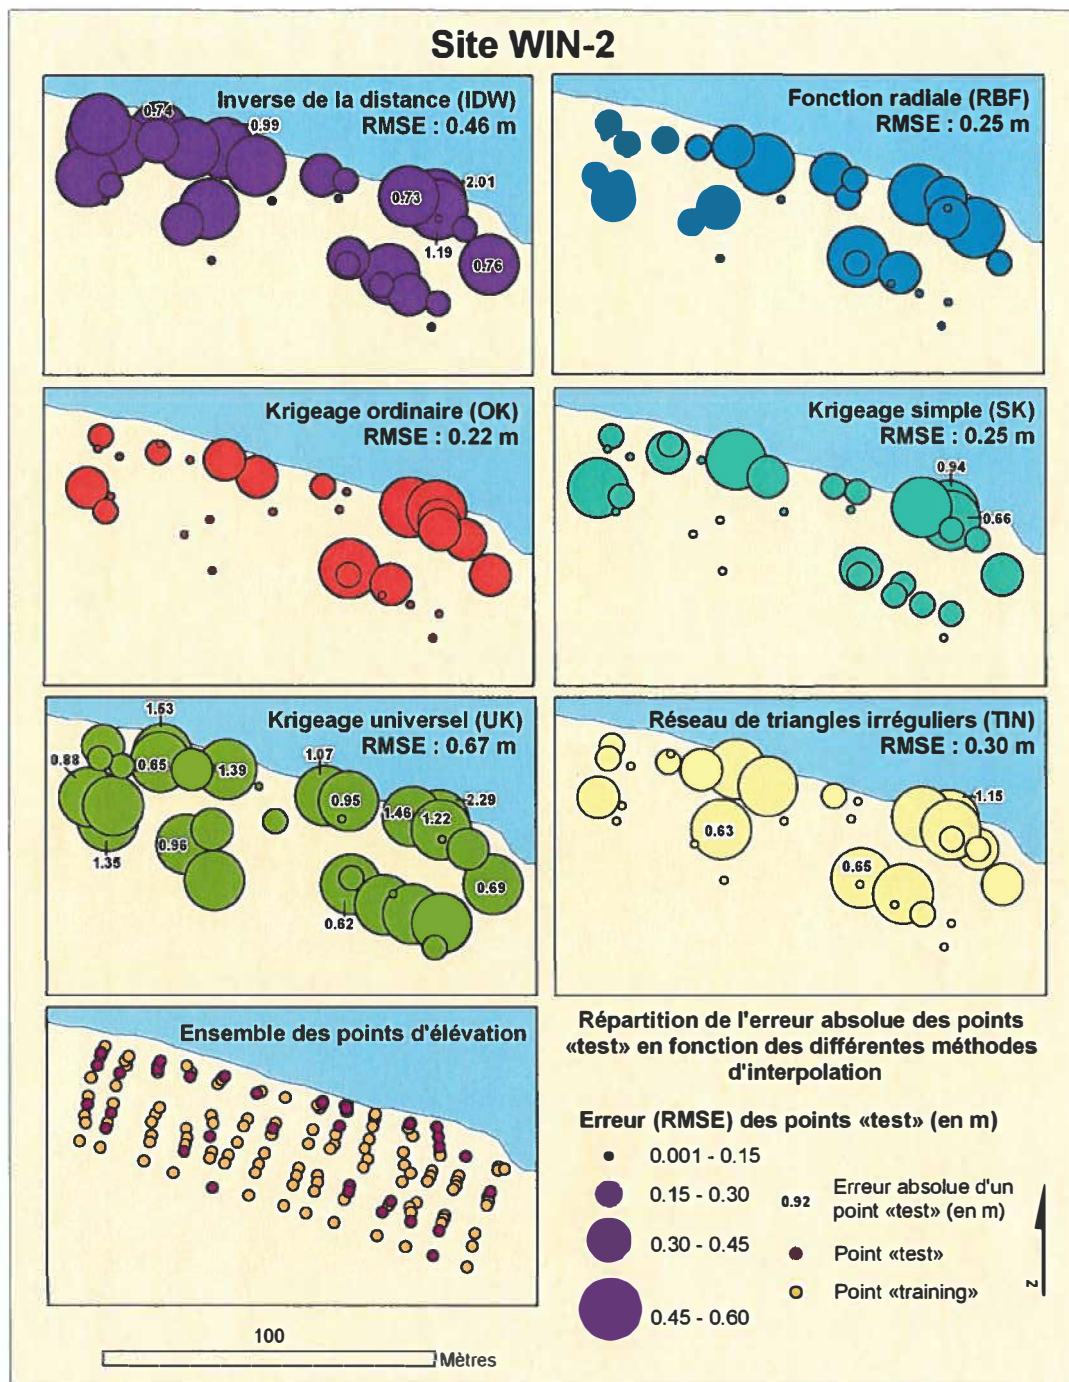 Site WIN-2
Inverse de la distance (IDW)
RMSE : 0.46 m
0.74
0.99
0.73
2.01
1.19
0.76
Fonction radiale (RBF)
RMSE : 0.25 m
Krigeage ordinaire (OK)
RMSE : 0.22 m
Krigeage simple (SK)
RMSE : 0.25 m
0.94
0.66
Krigeage universel (UK)
RMSE : 0.67 m
1.53
0.88
0.65
1.39
1.07
0.95
1.46
2.29
1.22
0.96
1.35
0.62
0.69
Réseau de triangles irréguliers (TIN)
RMSE : 0.30 m
1.15
0.63
0.65
Ensemble des points d'élévation
100
Mètres
Répartition de l'erreur absolue des points
«test» en fonction des différentes méthodes
d'interpolation
Erreur (RMSE) des points «test» (en m)
0.001 - 0.15
0.15 - 0.30
0.30 - 0.45
0.45 - 0.60
0.92 Erreur absolue d'un
point «test» (en m)
Point «test»
Point «training»
N